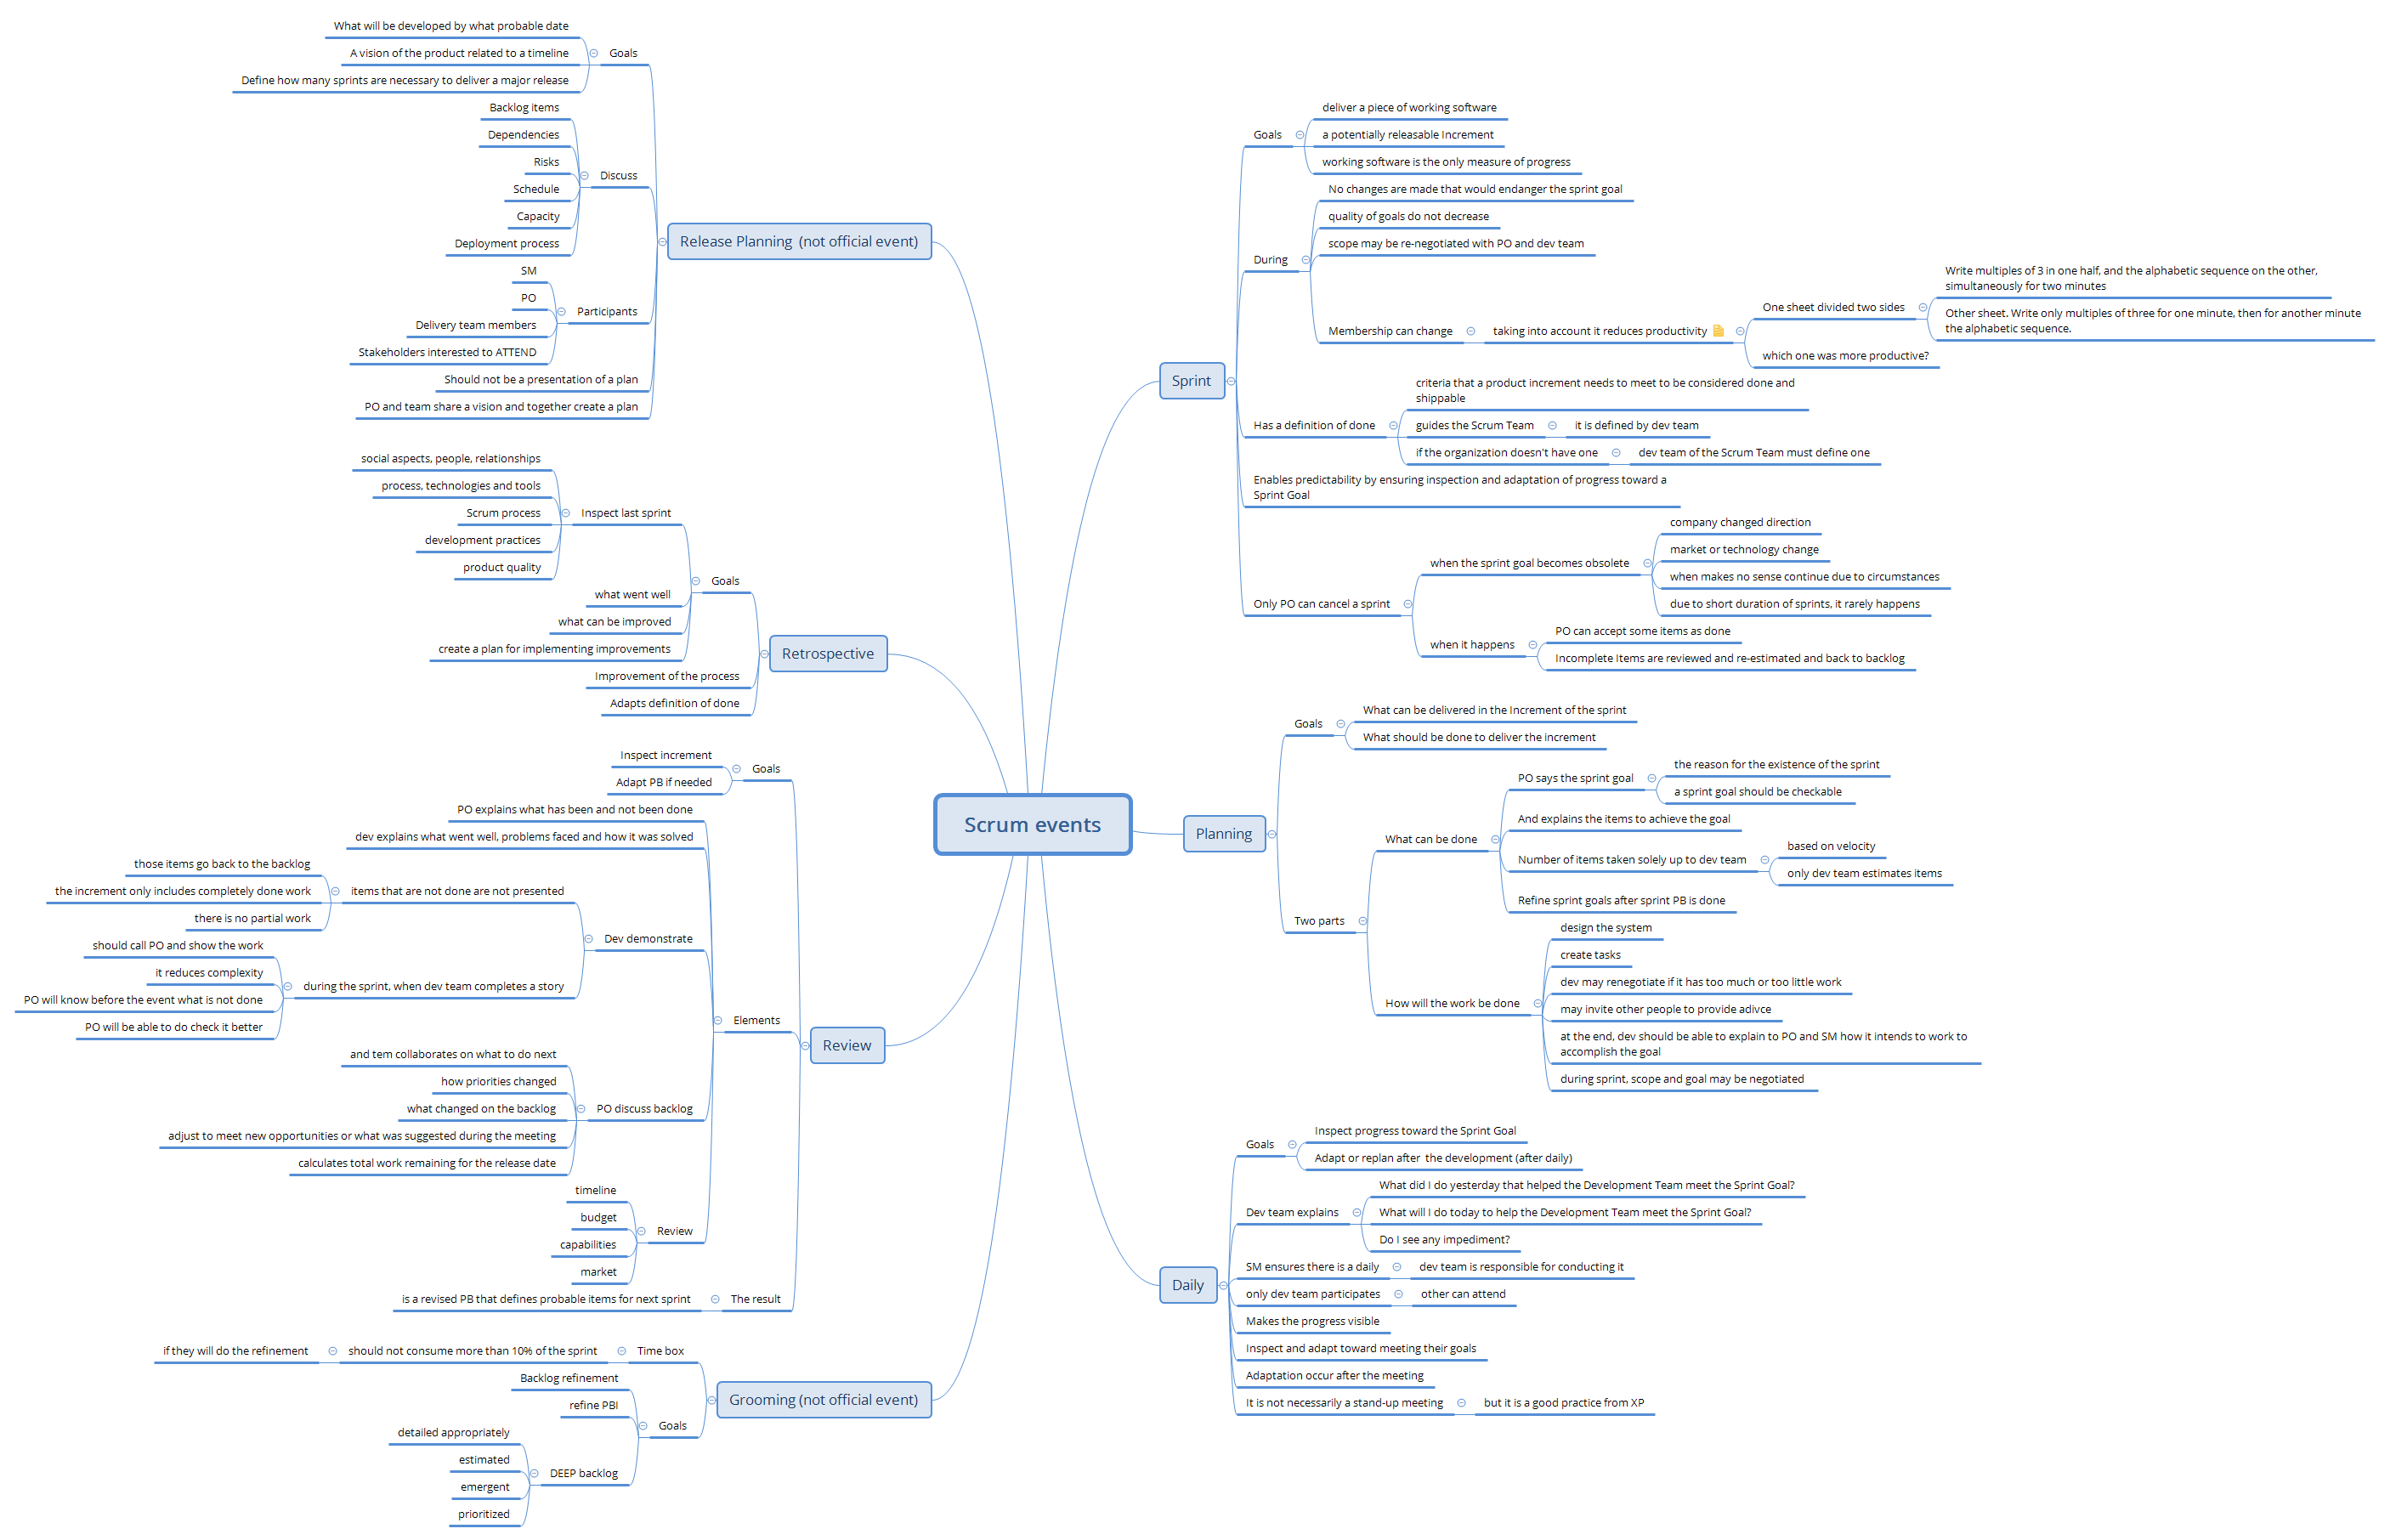 Scrum events
Release Planning  (not official event)
Goals
What will be developed by what probable date
A vision of the product related to a timeline
Define how many sprints are necessary to deliver a major release
Discuss
Backlog items
Dependencies
Risks
Schedule
Capacity
Deployment process
Participants
SM
PO
Delivery team members
Stakeholders interested to ATTEND
Should not be a presentation of a plan
PO and team share a vision and together create a plan
Retrospective
Goals
Inspect last sprint
social aspects, people, relationships
process, technologies and tools
Scrum process
development practices
product quality
what went well
what can be improved
create a plan for implementing improvements
Improvement of the process
Adapts definition of done
Review
Goals
Inspect increment
Adapt PB if needed
Elements
PO explains what has been and not been done
dev explains what went well, problems faced and how it was solved
Dev demonstrate
items that are not done are not presented
those items go back to the backlog
the increment only includes completely done work
there is no partial work
during the sprint, when dev team completes a story
should call PO and show the work
it reduces complexity
PO will know before the event what is not done
PO will be able to do check it better
PO discuss backlog
and tem collaborates on what to do next
how priorities changed
what changed on the backlog
adjust to meet new opportunities or what was suggested during the meeting
calculates total work remaining for the release date
Review
timeline
budget
capabilities
market
The result
is a revised PB that defines probable items for next sprint
Grooming (not official event)
Time box
should not consume more than 10% of the sprint
if they will do the refinement
Goals
Backlog refinement
refine PBI
DEEP backlog
detailed appropriately
estimated
emergent
prioritized
Sprint
Goals
deliver a piece of working software
a potentially releasable Increment
working software is the only measure of progress
During
No changes are made that would endanger the sprint goal
quality of goals do not decrease
scope may be re-negotiated with PO and dev team
Membership can change
taking into account it reduces productivity
One sheet divided two sides
Write multiples of 3 in one half, and the alphabetic sequence on the other,
simultaneously for two minutes
Other sheet. Write only multiples of three for one minute, then for another minute
the alphabetic sequence.
which one was more productive?
Has a definition of done
criteria that a product increment needs to meet to be considered done and
shippable
guides the Scrum Team
it is defined by dev team
if the organization doesn't have one
dev team of the Scrum Team must define one
Enables predictability by ensuring inspection and adaptation of progress toward a
Sprint Goal
Only PO can cancel a sprint
when the sprint goal becomes obsolete
company changed direction
market or technology change
when makes no sense continue due to circumstances
due to short duration of sprints, it rarely happens
when it happens
PO can accept some items as done
Incomplete Items are reviewed and re-estimated and back to backlog
Planning
Goals
What can be delivered in the Increment of the sprint
What should be done to deliver the increment
Two parts
What can be done
PO says the sprint goal
the reason for the existence of the sprint
a sprint goal should be checkable
And explains the items to achieve the goal
Number of items taken solely up to dev team
based on velocity
only dev team estimates items
Refine sprint goals after sprint PB is done
How will the work be done
design the system
create tasks
dev may renegotiate if it has too much or too little work
may invite other people to provide adivce
at the end, dev should be able to explain to PO and SM how it intends to work to
accomplish the goal
during sprint, scope and goal may be negotiated
Daily
Goals
Inspect progress toward the Sprint Goal
Adapt or replan after  the development (after daily)
Dev team explains
What did I do yesterday that helped the Development Team meet the Sprint Goal?
What will I do today to help the Development Team meet the Sprint Goal?
Do I see any impediment?
SM ensures there is a daily
dev team is responsible for conducting it
only dev team participates
other can attend
Makes the progress visible
Inspect and adapt toward meeting their goals
Adaptation occur after the meeting
It is not necessarily a stand-up meeting
but it is a good practice from XP